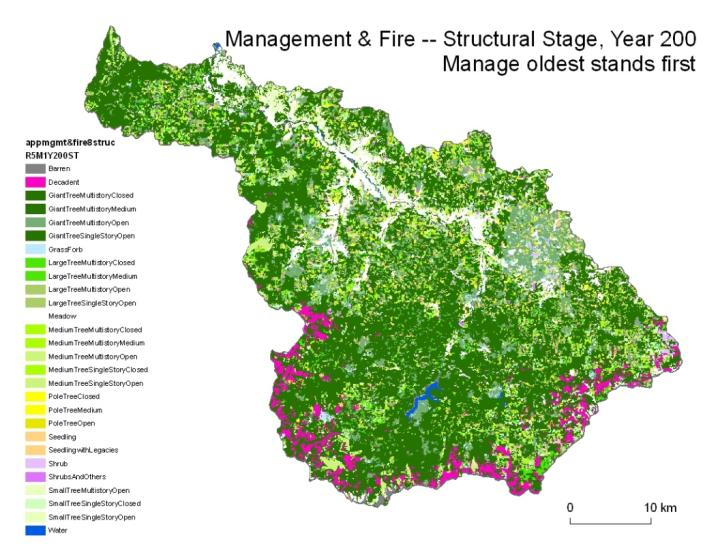 Management & Fire -- Structural Stage, Year 200
Manage oldest stands first
appmgmt&fire8struc
R5M1Y200ST
Barren
Decadent
GiantTreeMultistoryClosed
GiantTreeMultistoryMedium
GiantTreeMultistoryOpen
GiantTreeSingleStoryOpen
GrassForb
LargeTreeMultistoryClosed
LargeTreeMultistoryMedium
LargeTreeMultistoryOpen
LargeTreeSingleStoryOpen
Meadow
MediumTreeMultistoryClosed
MediumTreeMultistoryMedium
MediumTreeMultistoryOpen
MediumTreeSingleStoryClosed
MediumTreeSingleStoryOpen
PoleTreeClosed
PoleTreeMedium
PoleTreeOpen
Seedling
SeedlingwithLegacies
Shrub
ShrubsAndOthers
SmallTreeMultistoryOpen
SmallTreeSingleStoryClosed
SmallTreeSingleStoryOpen
Water
0 10 km